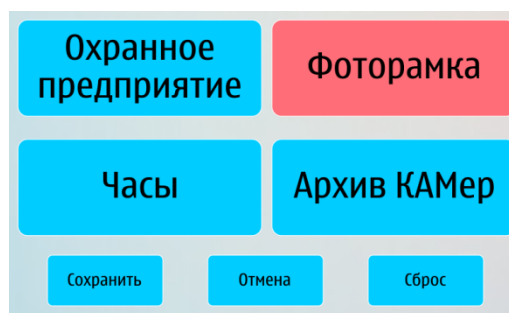 Охранное
предприятие
Фоторамка
Часы
Архив КАМер
Сохранить
Отмена
Сброс